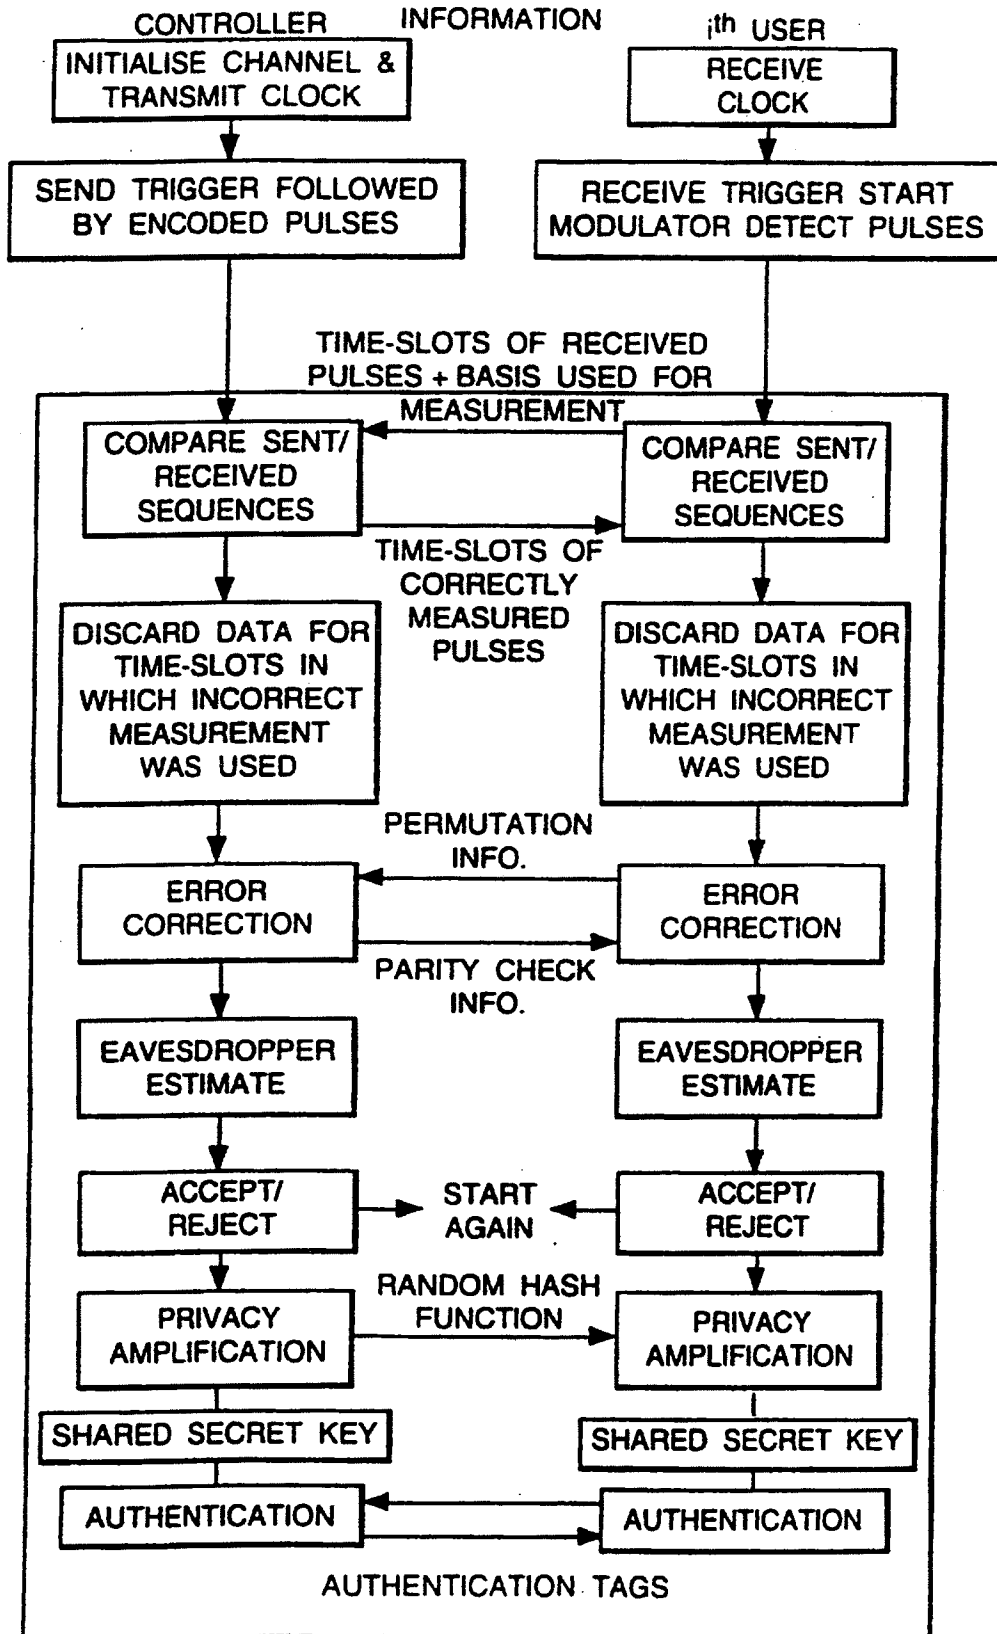 CONTROLLER
INFORMATION
ith USER
INITIALISE CHANNEL &
TRANSMIT CLOCK
RECEIVE
CLOCK
SEND TRIGGER FOLLOWED
BY ENCODED PULSES
RECEIVE TRIGGER START
MODULATOR DETECT PULSES
TIME-SLOTS OF RECEIVED
PULSES + BASIS USED FOR
MEASUREMENT
COMPARE SENT/
RECEIVED
SEQUENCES
COMPARE SENT/
RECEIVED
SEQUENCES
TIME-SLOTS OF
CORRECTLY
MEASURED
PULSES
DISCARD DATA FOR
TIME-SLOTS IN
WHICH INCORRECT
MEASUREMENT
WAS USED
DISCARD DATA FOR
TIME-SLOTS IN
WHICH INCORRECT
MEASUREMENT
WAS USED
PERMUTATION
INFO.
ERROR
CORRECTION
ERROR
CORRECTION
PARITY CHECK
INFO.
EAVESDROPPER
ESTIMATE
EAVESDROPPER
ESTIMATE
ACCEPT/
REJECT
START
AGAIN
ACCEPT/
REJECT
RANDOM HASH
FUNCTION
PRIVACY
AMPLIFICATION
PRIVACY
AMPLIFICATION
SHARED SECRET KEY
SHARED SECRET KEY
AUTHENTICATION
AUTHENTICATION
AUTHENTICATION TAGS